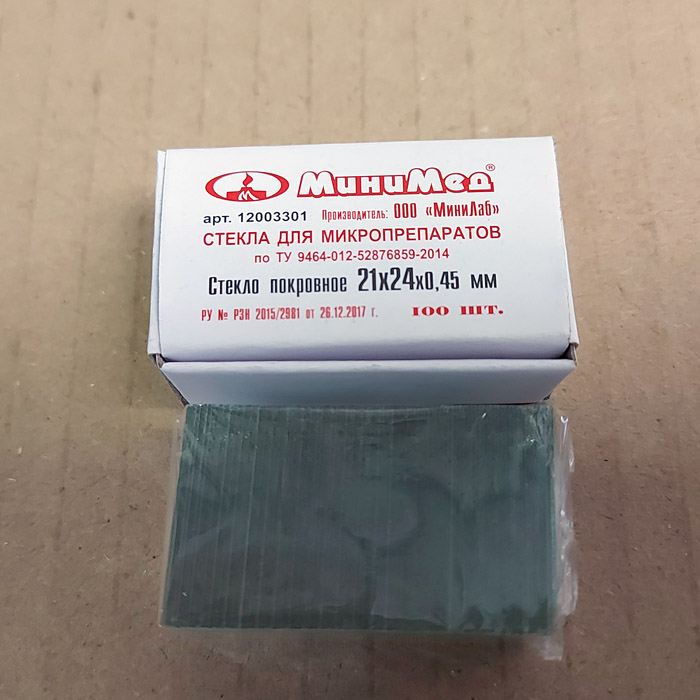 МиниМед®
арт. 12003301 Производитель: ООО «МиниЛаб»
СТЕКЛА ДЛЯ МИКРОПРЕПАРАТОВ
по ТУ 9464-012-52876859-2014
Стекло покровное 21х24х0,45 мм
РУ № РЗН 2015/2981 от 26.12.2017 г. 100 шт.